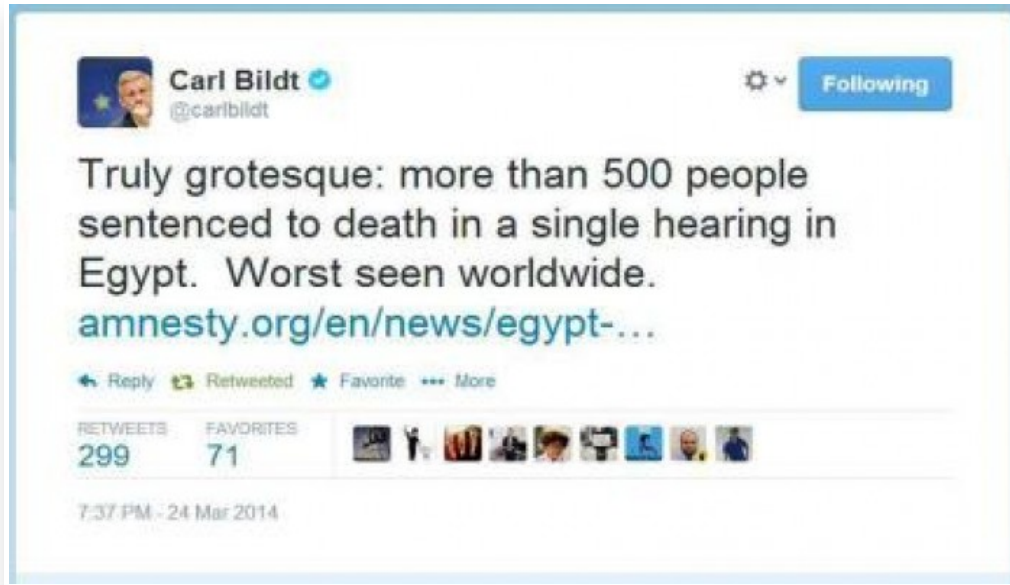 Carl Bildt
@carlbildt
Following
Truly grotesque: more than 500 people
sentenced to death in a single hearing in
Egypt.  Worst seen worldwide.
amnesty.org/en/news/egypt-...
Reply Retweeted Favorite More
RETWEETS FAVORITES
299 71
7:37 PM - 24 Mar 2014